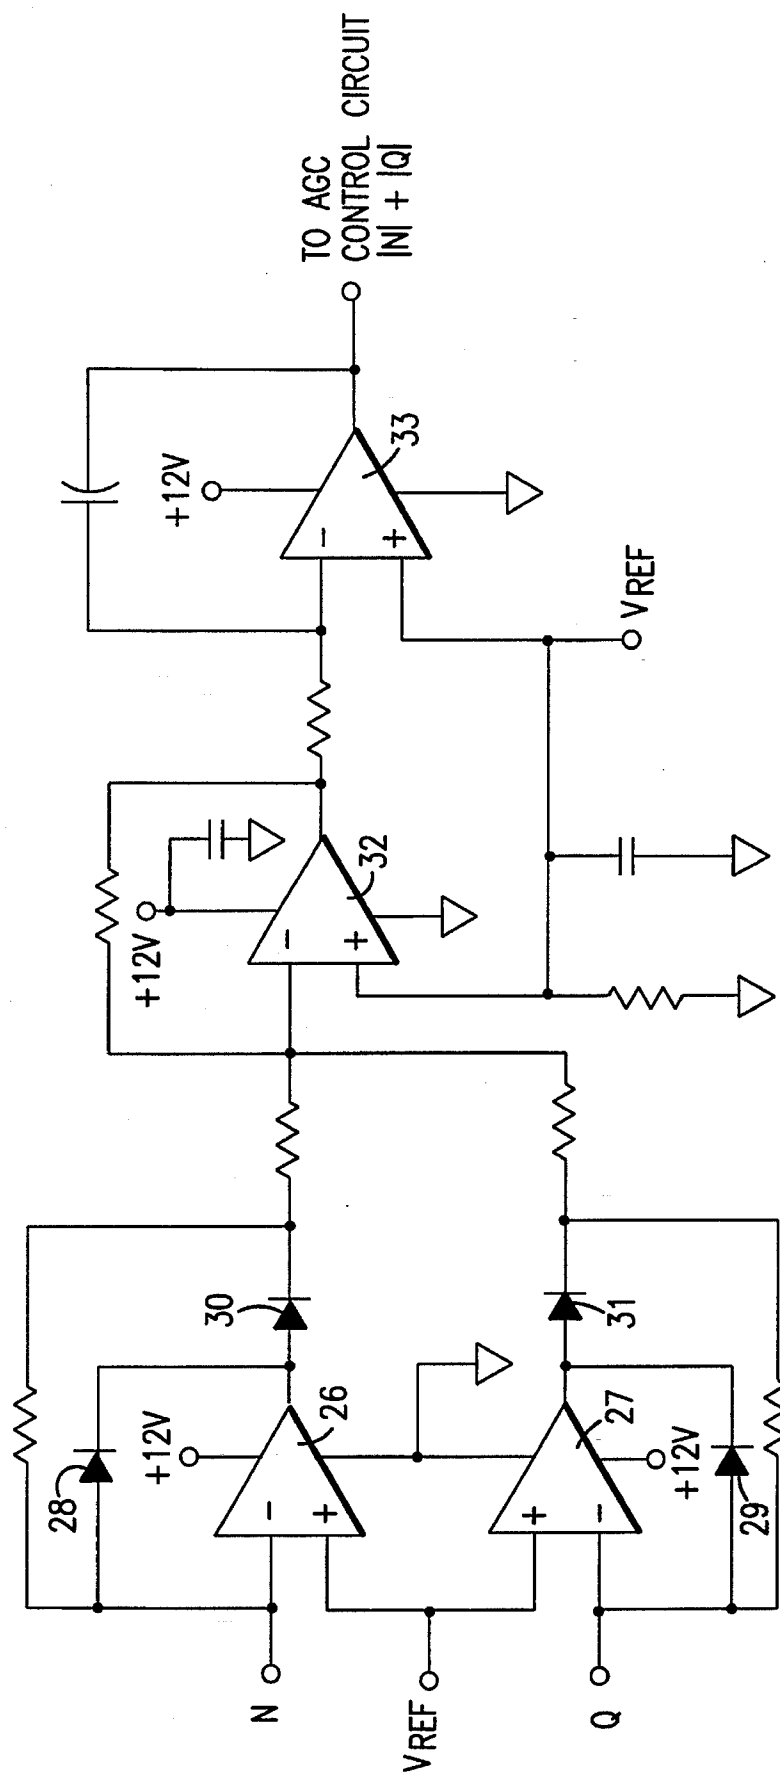 N
VREF
Q
28
+12V
26
30
27
+12V
29
31
+12V
32
+12V
33
VREF
TO AGC
CONTROL CIRCUIT
|N| + |Q|
-
+
+
-
-
+
-
+